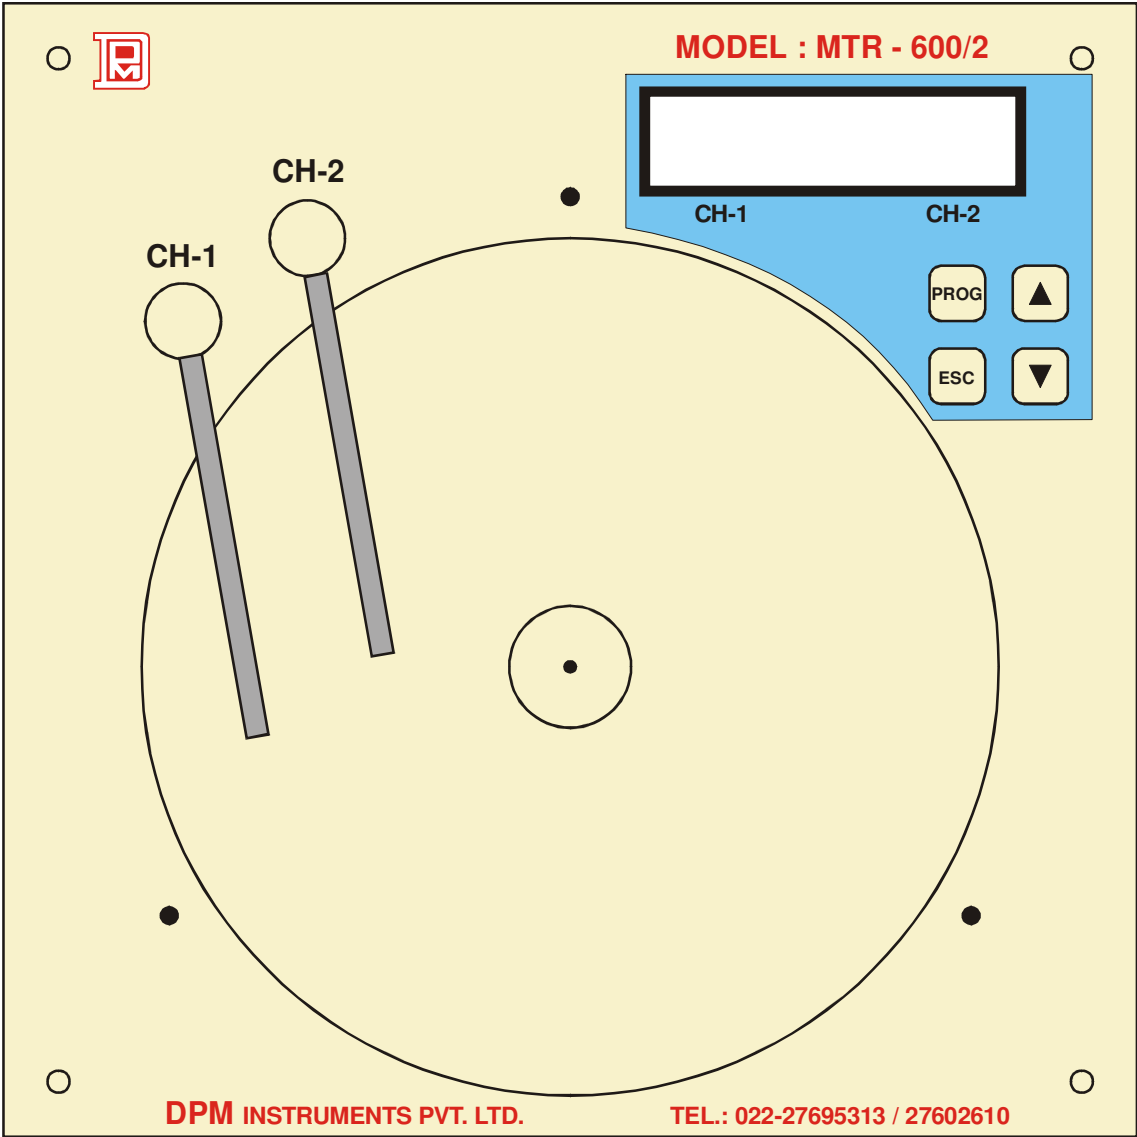 MODEL : MTR - 600/2
CH-1 CH-2
CH-2
CH-1
PROG ▲
ESC ▼
DPM INSTRUMENTS PVT. LTD. TEL.: 022-27695313 / 27602610